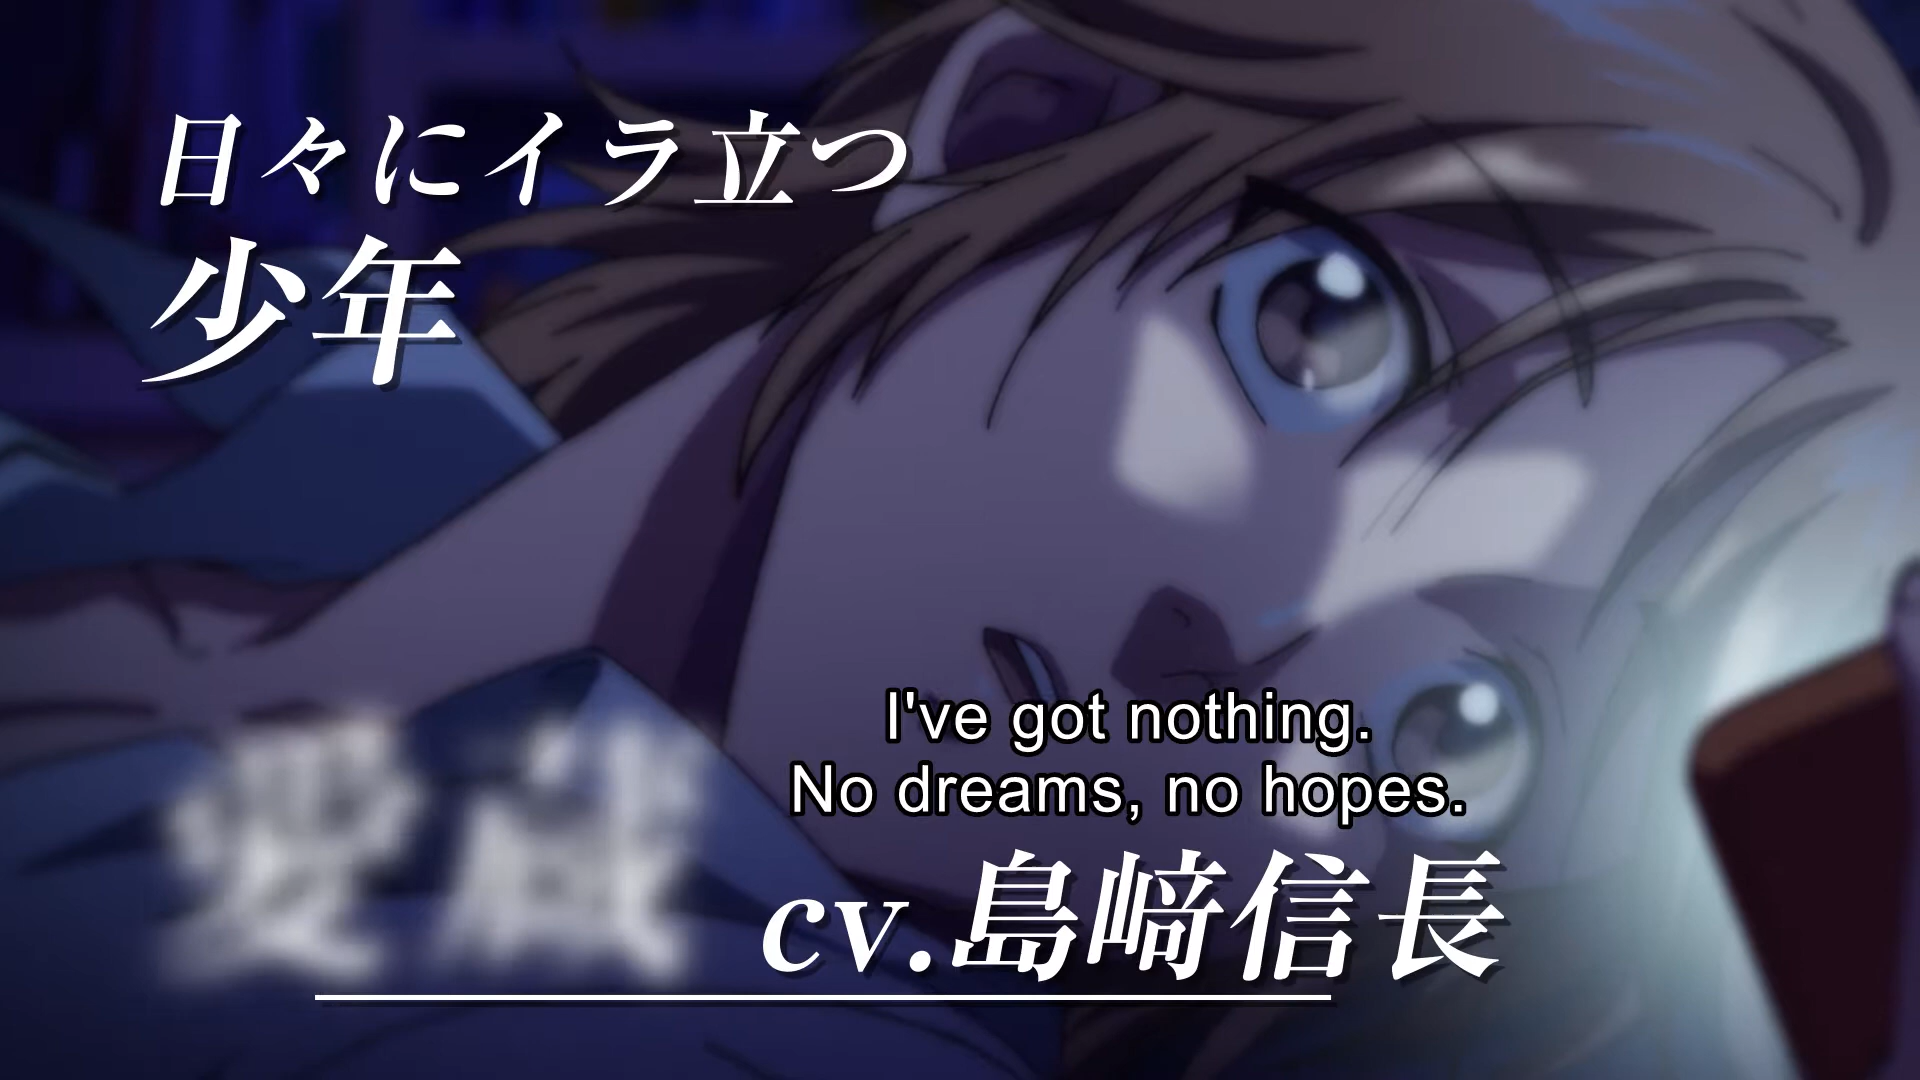 日々にイラ立つ
少年
I've got nothing.
No dreams, no hopes.
cv.島﨑信長